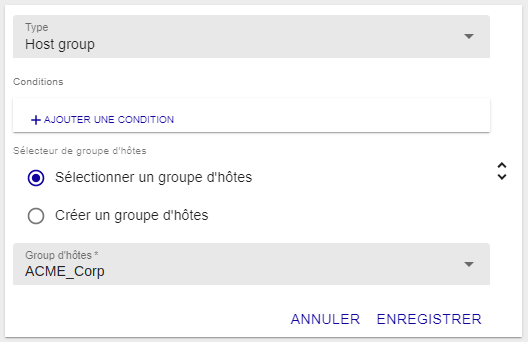 Type
Host group
Conditions
+ AJOUTER UNE CONDITION
Sélecteur de groupe d'hôtes
Sélectionner un groupe d'hôtes
Créer un groupe d'hôtes
Group d'hôtes *
ACME_Corp
ANNULER ENREGISTRER